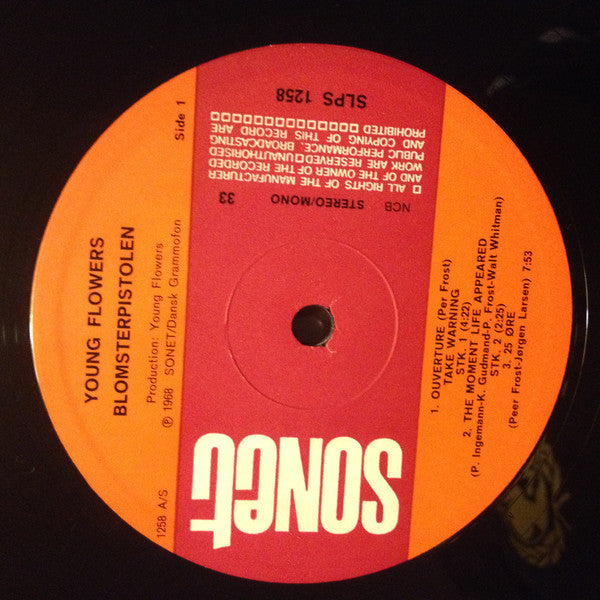 YOUNG FLOWERS
BLOMSTERPISTOLEN
Production: Young Flowers
℗ 1968 SONET/Dansk Grammofon
Side 1
1258 A/S
SLPS 1258
□ ALL RIGHTS OF THE MANUFACTURER
AND OF THE OWNER OF THE RECORDED
WORK ARE RESERVED □ UNAUTHORISED
PUBLIC PERFORMANCE, BROADCASTING
AND COPYING OF THIS RECORD ARE
PROHIBITED □□□□□□□□□□□
NCB STEREO/MONO 33
SONET
1. OUVERTURE (Per Frost)
TAKE WARNING
STK. 1 (4:22)
2. THE MOMENT LIFE APPEARED
(P. Ingemann-K. Gudmand-P. Frost-Walt Whitman)
STK. 2 (2:25)
3. 25 ØRE
(Peer Frost-Jørgen Larsen) 7:53